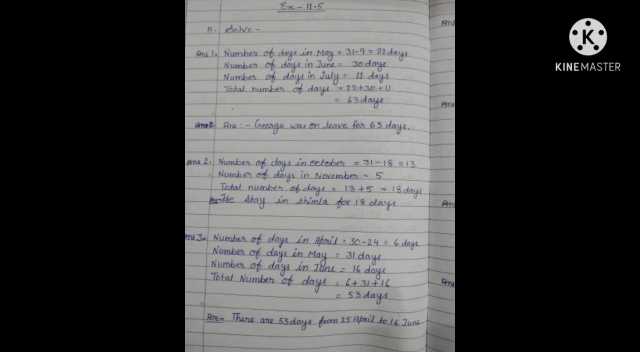 Ex-11.5
Q. Solve-
Ans 1. Number of days in May = 31-9 = 22 days
Number of days in June = 30 days
Number of days in July = 11 days
Total number of days = 22+30+11
= 63 days
Ans:- George was on leave for 63 days.
Ans 2. Number of days in October = 31-18 = 13
Number of days in November = 5
Total number of days = 13+5 = 18 days
Ans- He stay in Shimla for 18 days
Ans 3. Number of days in April = 30-24 = 6 days
Number of days in May = 31 days
Number of days in June = 16 days
Total Number of days = 6+31+16
= 53 days
Ans- There are 53 days from 25 April to 16 June.
Ans
Ans
Ans
Ans
K
KINEMASTER